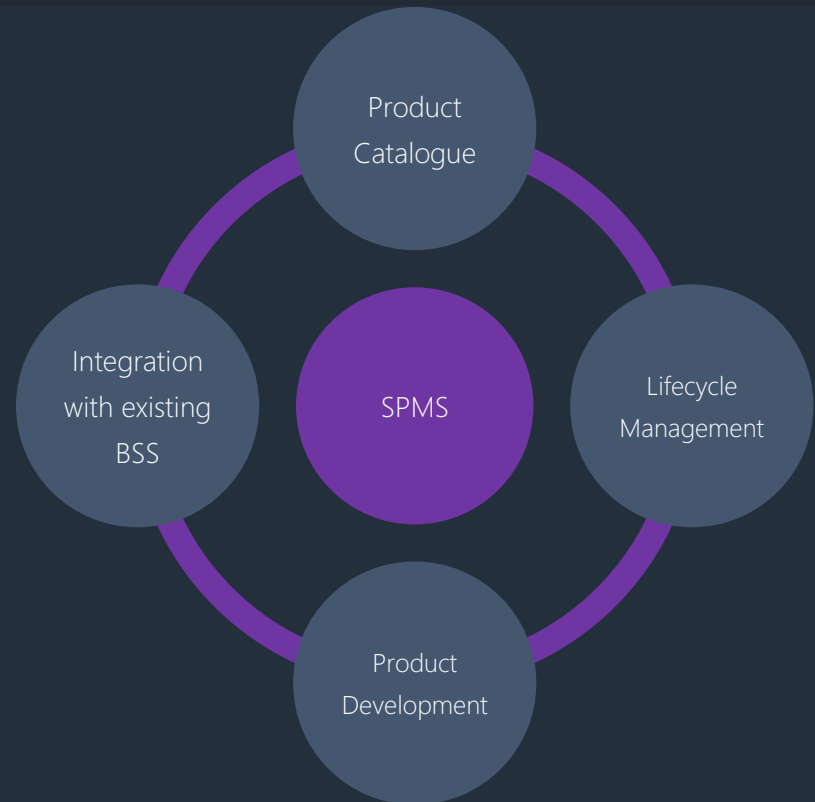 Product
Catalogue
Integration
with existing
BSS
SPMS
Lifecycle
Management
Product
Development